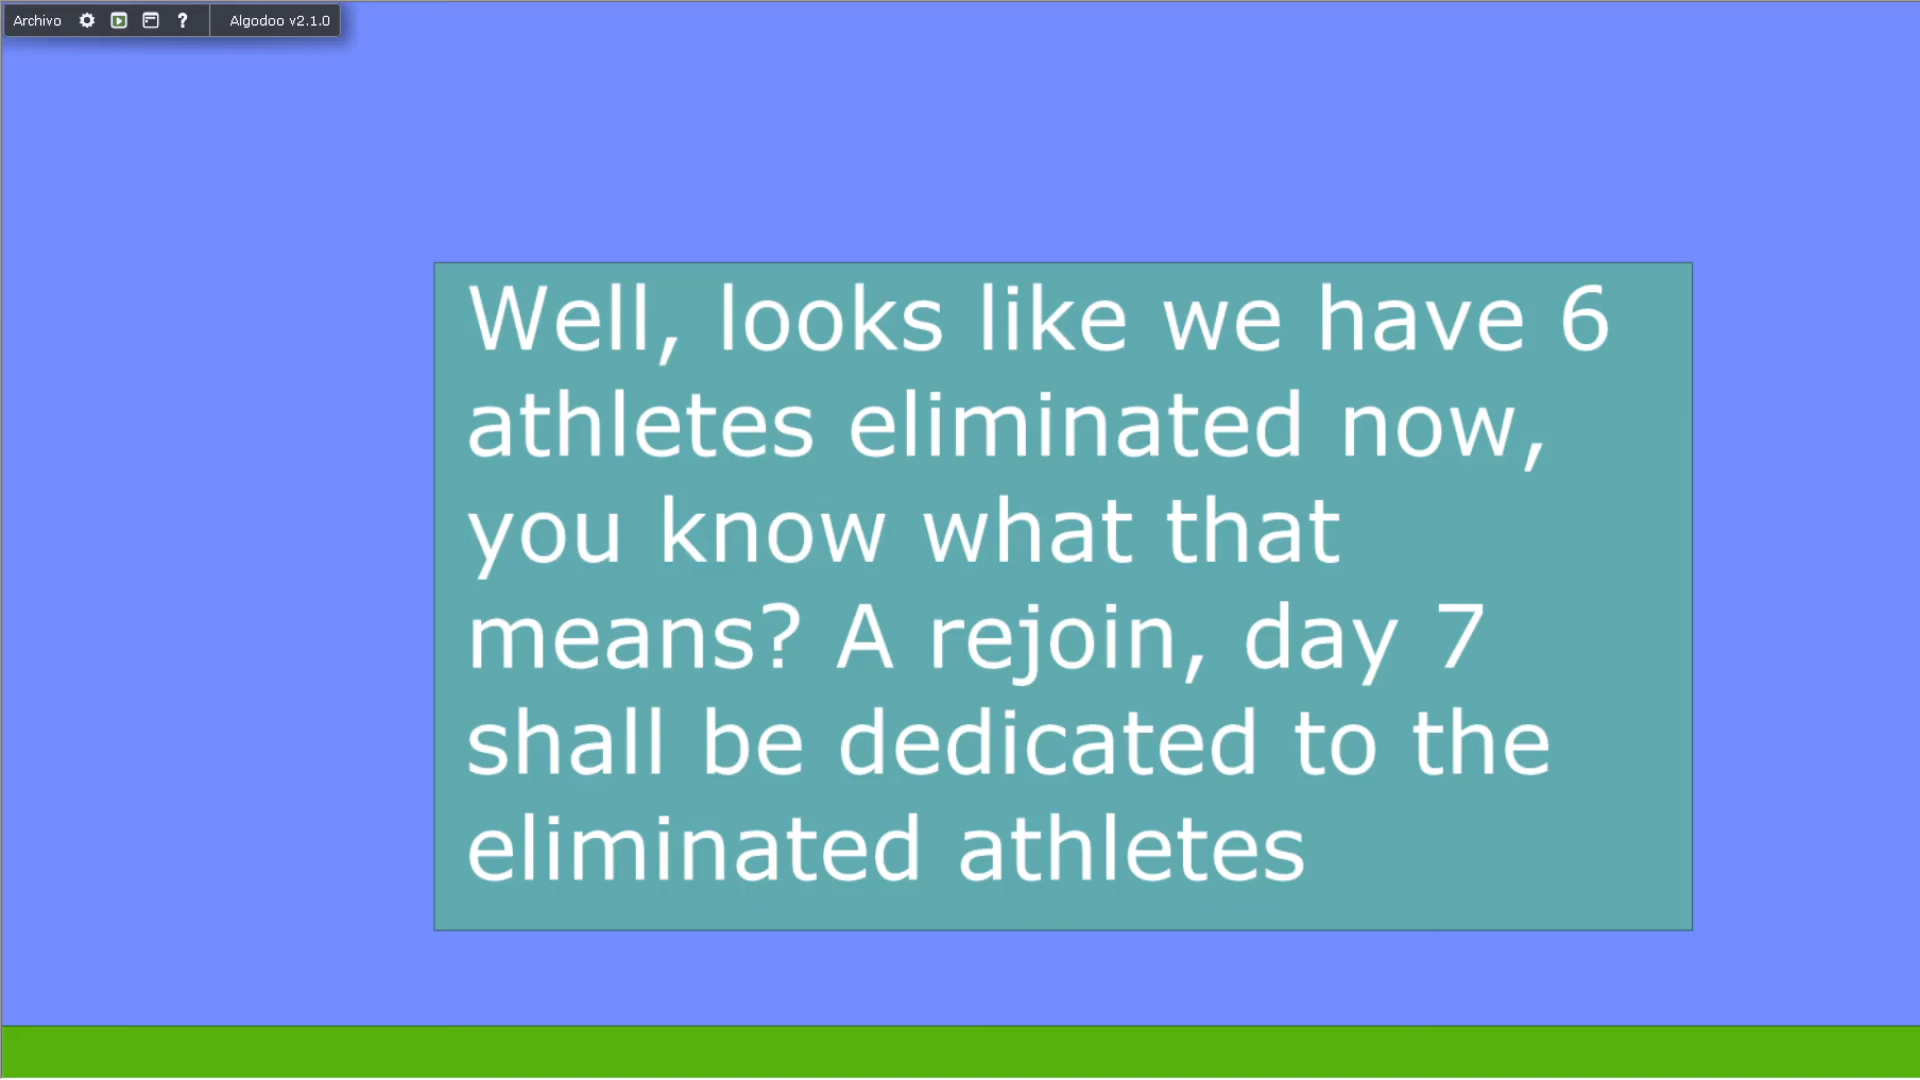 Archivo ? Algodoo v2.1.0
Well, looks like we have 6
athletes eliminated now,
you know what that
means? A rejoin, day 7
shall be dedicated to the
eliminated athletes